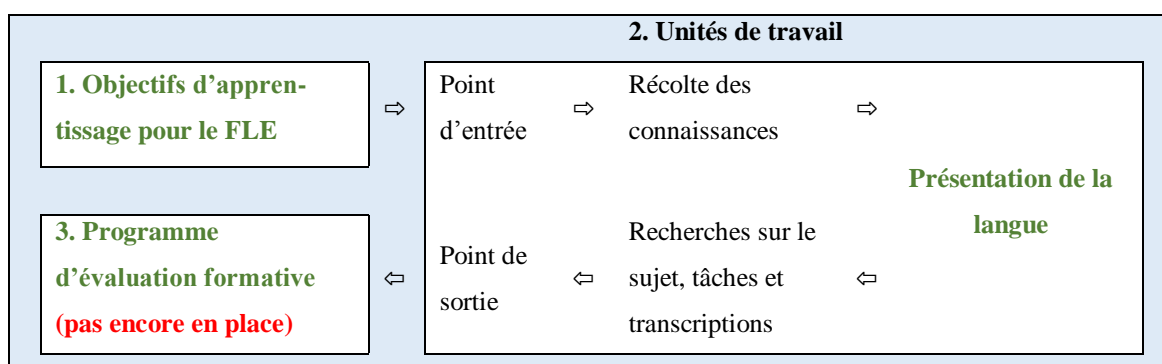 2. Unités de travail
1. Objectifs d’appren-
tissage pour le FLE
⇨
Point
d’entrée
⇨
Récolte des
connaissances
⇨
Présentation de la
langue
3. Programme
d’évaluation formative
(pas encore en place)
⇦
Point de
sortie
⇦
Recherches sur le
sujet, tâches et
transcriptions
⇦